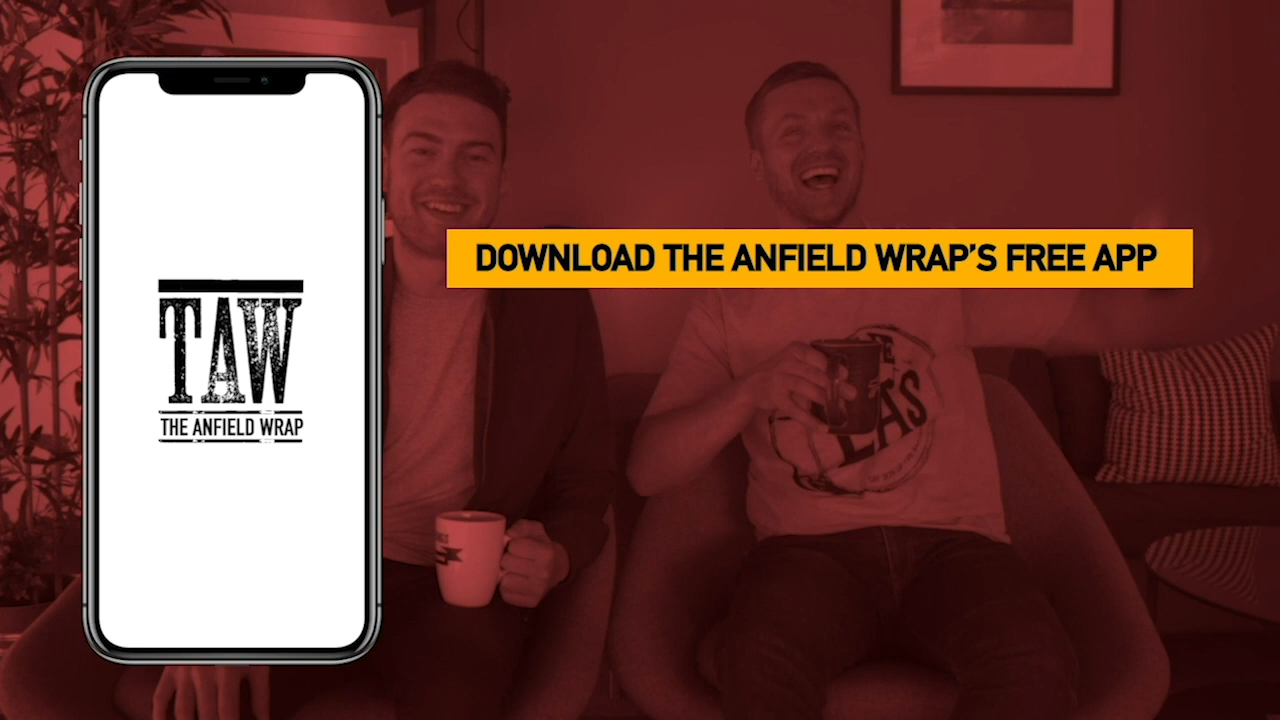 DOWNLOAD THE ANFIELD WRAP'S FREE APP
TAW
THE ANFIELD WRAP